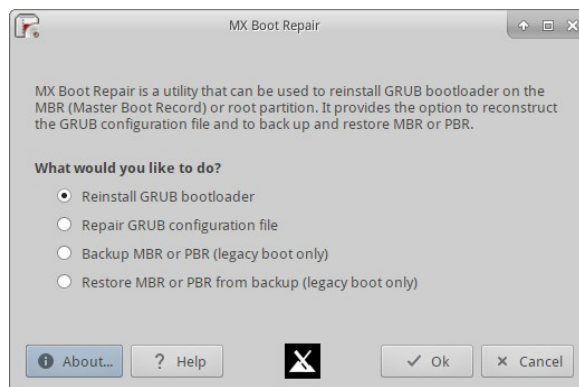 MX Boot Repair
MX Boot Repair is a utility that can be used to reinstall GRUB bootloader on the
MBR (Master Boot Record) or root partition. It provides the option to reconstruct
the GRUB configuration file and to back up and restore MBR or PBR.
What would you like to do?
Reinstall GRUB bootloader
Repair GRUB configuration file
Backup MBR or PBR (legacy boot only)
Restore MBR or PBR from backup (legacy boot only)
About... ? Help Ok Cancel